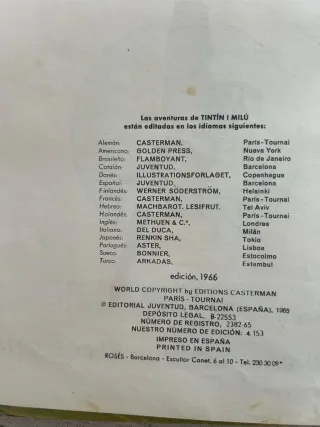 Las aventuras de TINTÍN I MILÚ
están editadas en los idiomas siguientes:
Alemán: CASTERMAN, París-Tournai
Americano: GOLDEN PRESS, Nueva York
Brasileño: FLAMBOYANT, Río de Janeiro
Catalán: JUVENTUD, Barcelona
Danés: ILLUSTRATIONSFORLAGET, Copenhague
Español: JUVENTUD, Barcelona
Finlandés: WERNER SÖDERSTRÖM, Helsinki
Francés: CASTERMAN, París-Tournai
Hebreo: MACHBAROT. LESIFRUT. Tel Aviv
Holandés: CASTERMAN, París-Tournai
Inglés: METHUEN & C.º, Londres
Italiano: DEL DUCA, Milán
Japonés: RENKIN SHA, Tokio
Portugués: ASTER, Lisboa
Sueco: BONNIER, Estocolmo
Turco: ARKADAS, Estambul
edición, 1966
WORLD COPYRIGHT by EDITIONS CASTERMAN
PARÍS-TOURNAI
© EDITORIAL JUVENTUD, BARCELONA (ESPAÑA), 1965
DEPÓSITO LEGAL, B-22553
NÚMERO DE REGISTRO, 2382 65
NUESTRO NÚMERO DE EDICIÓN: 4.153
IMPRESO EN ESPAÑA
PRINTED IN SPAIN
ROSÉS - Barcelona - Escultor Canet, 6 al 10 - Tel. 230 30 09*